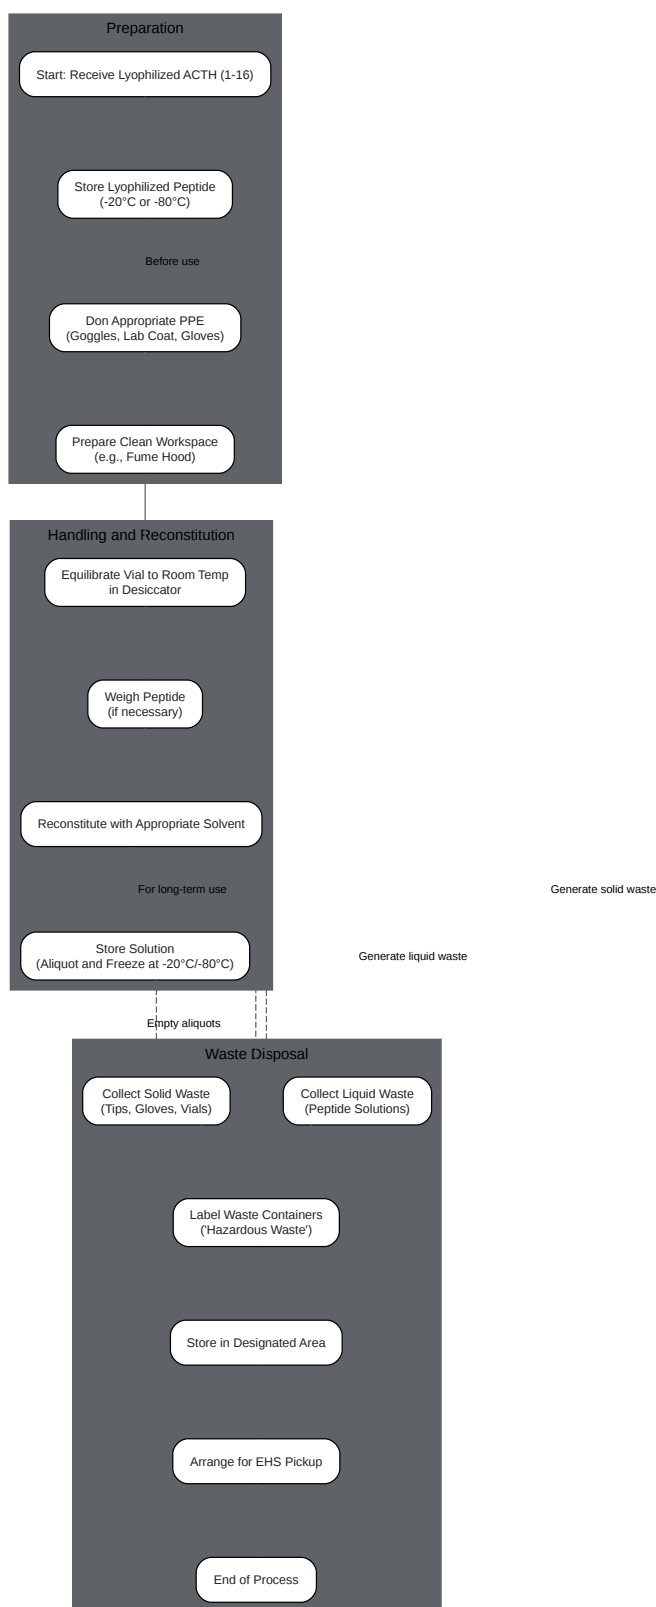 Preparation
Start: Receive Lyophilized ACTH (1-16)
Store Lyophilized Peptide
(-20°C or -80°C)
Before use
Don Appropriate PPE
(Goggles, Lab Coat, Gloves)
Prepare Clean Workspace
(e.g., Fume Hood)
Handling and Reconstitution
Equilibrate Vial to Room Temp
in Desiccator
Weigh Peptide
(if necessary)
Reconstitute with Appropriate Solvent
For long-term use
Generate solid waste
Store Solution
(Aliquot and Freeze at -20°C/-80°C)
Generate liquid waste
Empty aliquots
Waste Disposal
Collect Solid Waste
(Tips, Gloves, Vials)
Collect Liquid Waste
(Peptide Solutions)
Label Waste Containers
('Hazardous Waste')
Store in Designated Area
Arrange for EHS Pickup
End of Process